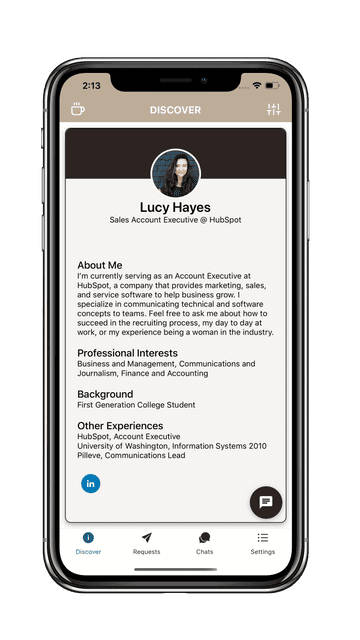 2:13
DISCOVER
Lucy Hayes
Sales Account Executive @ HubSpot
About Me
I'm currently serving as an Account Executive at
HubSpot, a company that provides marketing, sales,
and service software to help business grow. I
specialize in communicating technical and software
concepts to teams. Feel free to ask me about how to
succeed in the recruiting process, my day to day at
work, or my experience being a woman in the industry.
Professional Interests
Business and Management, Communications and
Journalism, Finance and Accounting
Background
First Generation College Student
Other Experiences
HubSpot, Account Executive
University of Washington, Information Systems 2010
Pilleve, Communications Lead
in
Discover
Requests
Chats
Settings